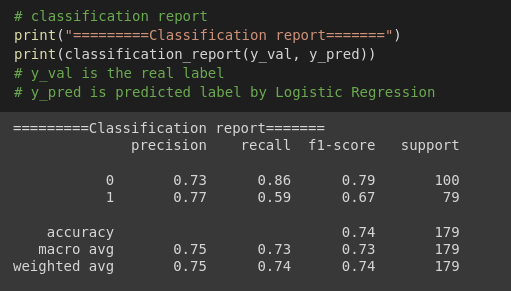 # classification report
print("=========Classification report=======")
print(classification_report(y_val, y_pred))
# y_val is the real label
# y_pred is predicted label by Logistic Regression
=========Classification report=======
              precision    recall  f1-score   support

           0       0.73      0.86      0.79       100
           1       0.77      0.59      0.67        79

    accuracy                           0.74       179
   macro avg       0.75      0.73      0.73       179
weighted avg       0.75      0.74      0.74       179